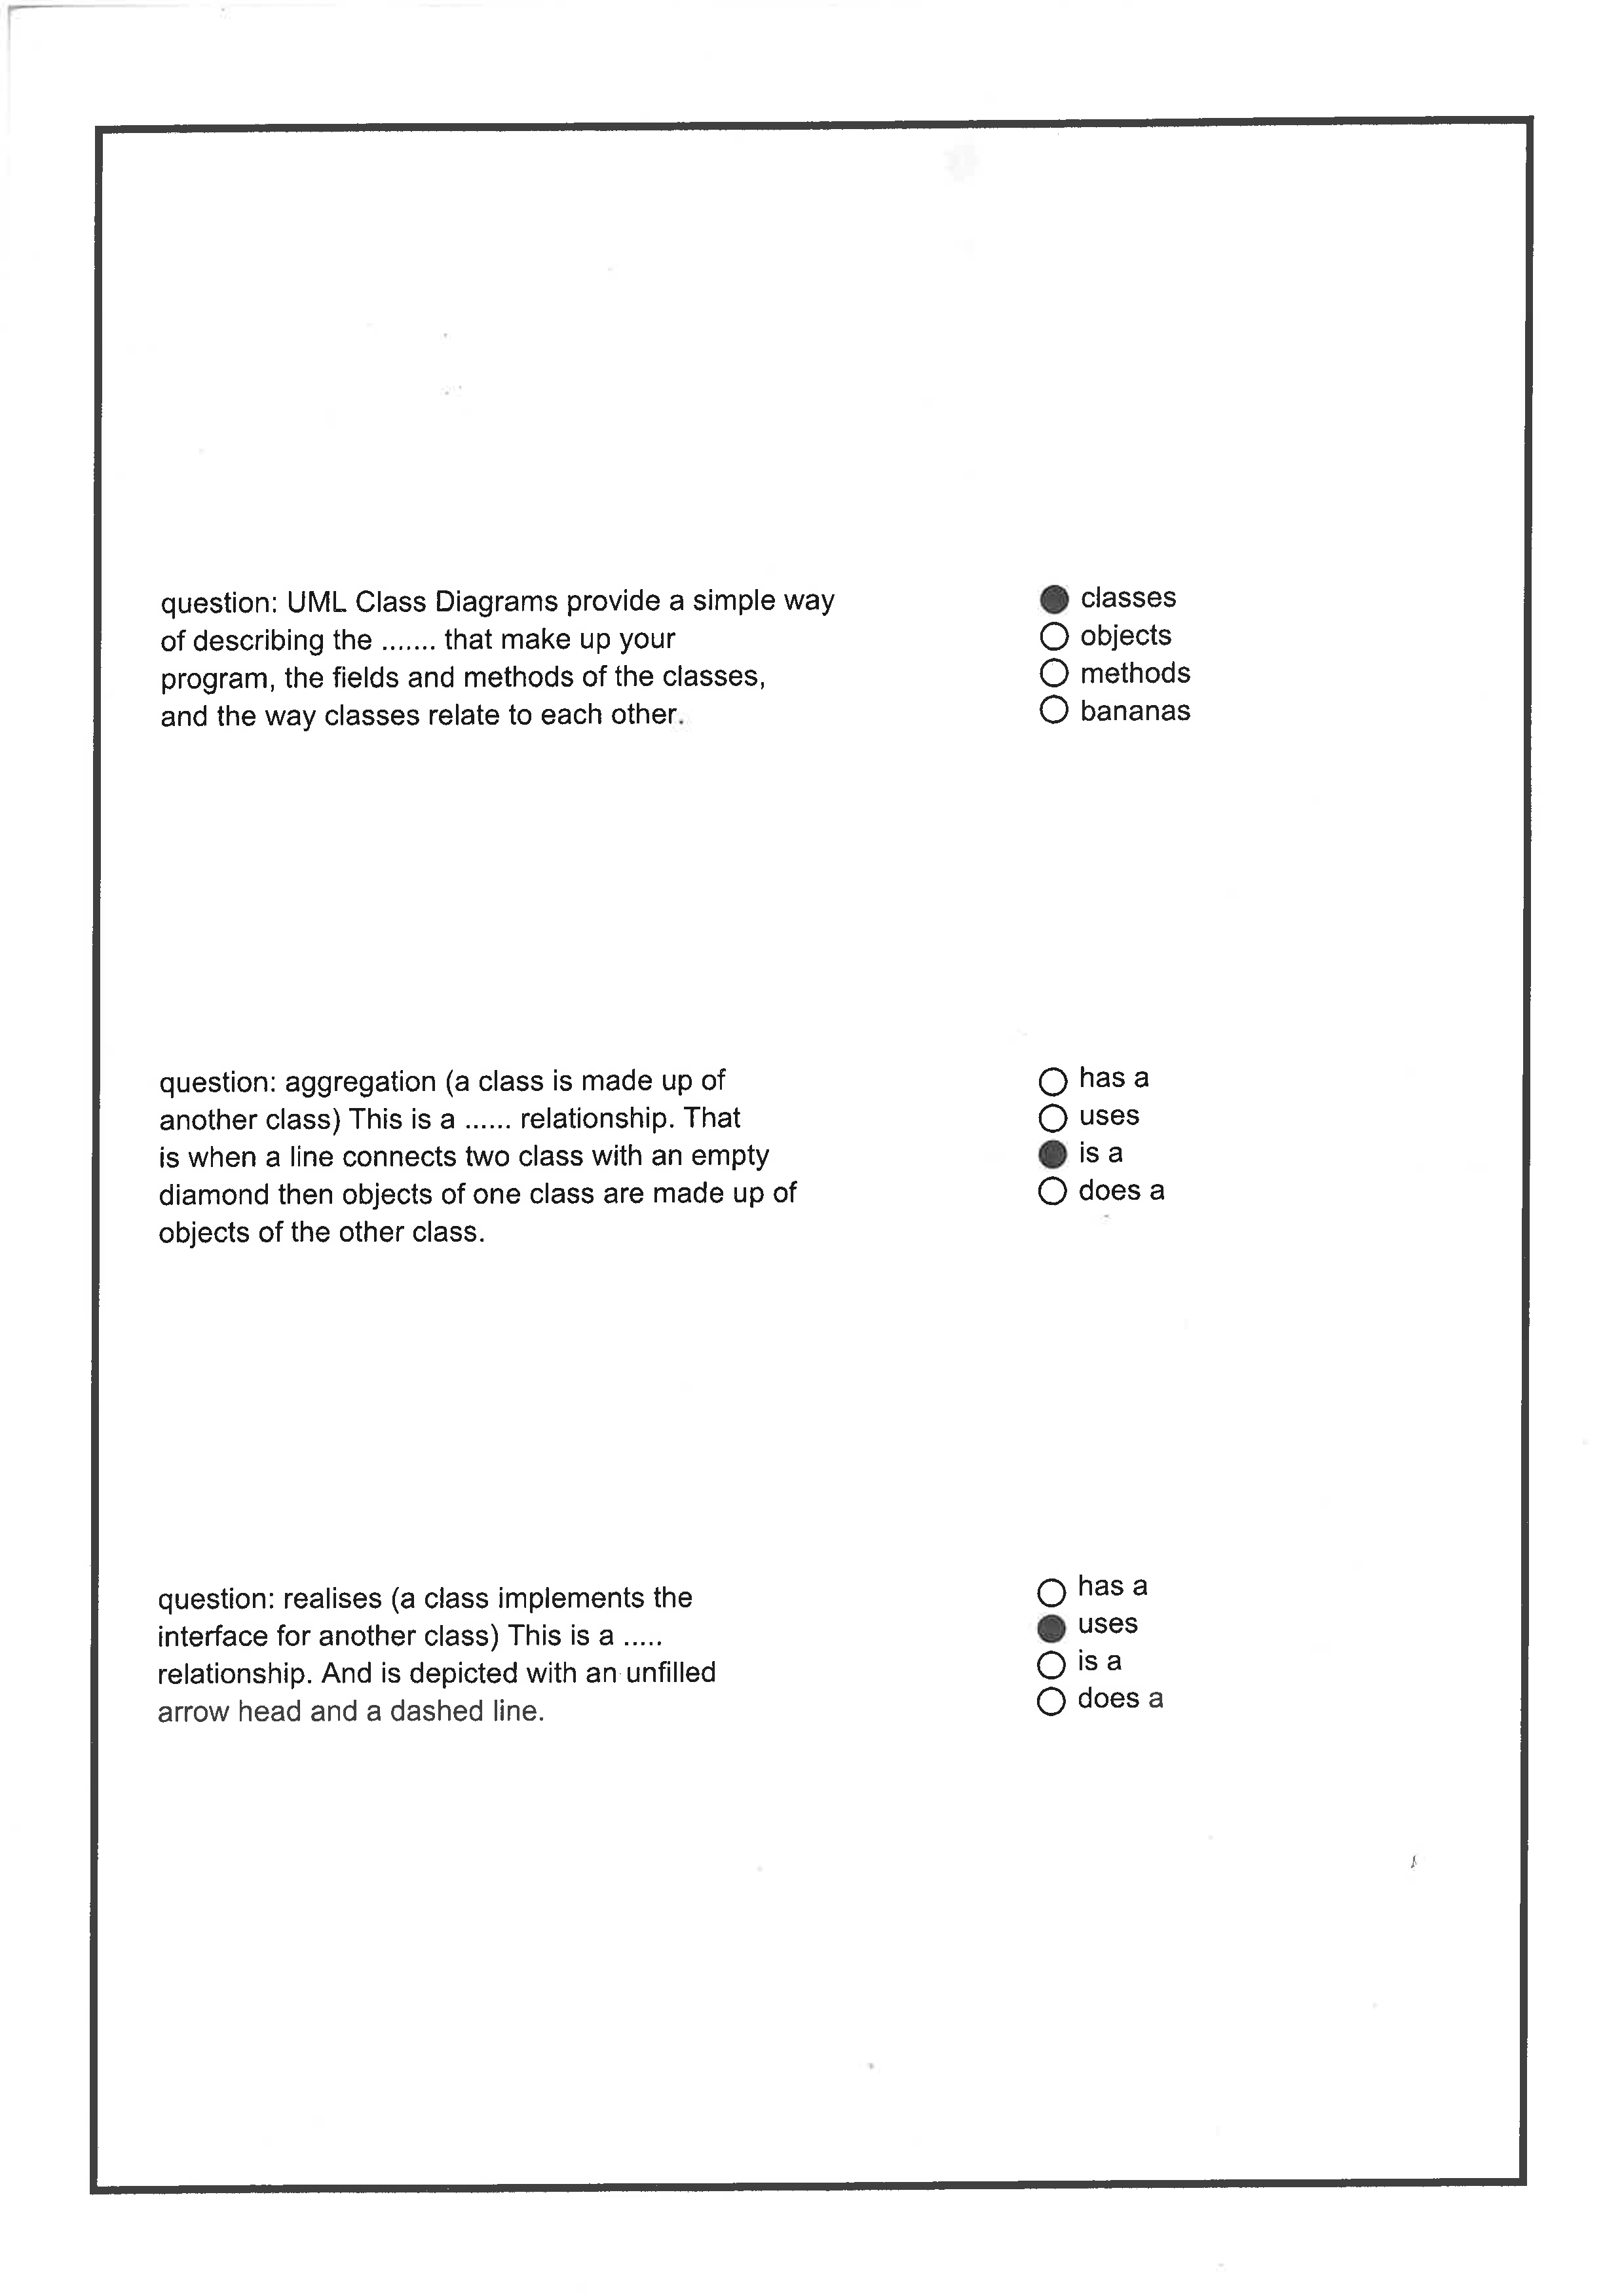 question: UML Class Diagrams provide a simple way
of describing the ....... that make up your
program, the fields and methods of the classes,
and the way classes relate to each other.
classes
objects
methods
bananas
question: aggregation (a class is made up of
another class) This is a ...... relationship. That
is when a line connects two class with an empty
diamond then objects of one class are made up of
objects of the other class.
has a
uses
is a
does a
question: realises (a class implements the
interface for another class) This is a .....
relationship. And is depicted with an unfilled
arrow head and a dashed line.
has a
uses
is a
does a